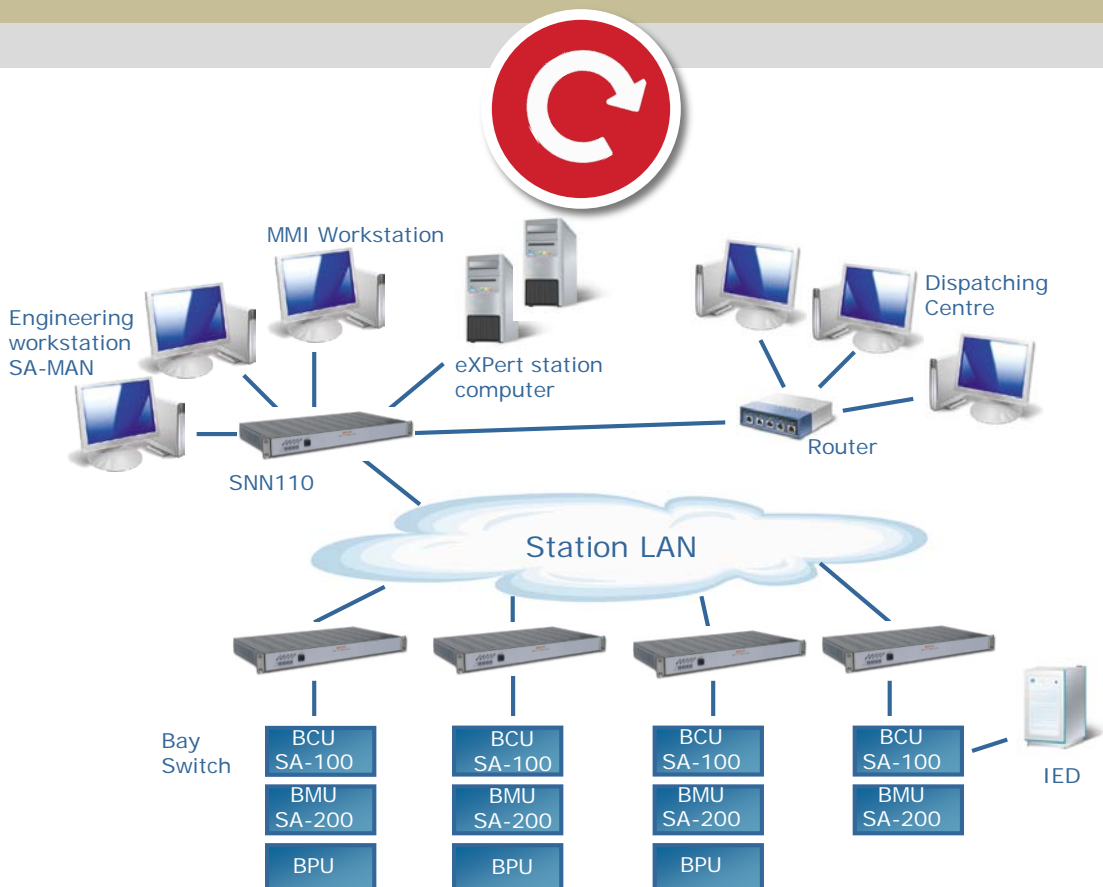 MMI Workstation
Engineering
workstation
SA-MAN
eXPert station
computer
Dispatching
Centre
Router
SNN110
Station LAN
Bay
Switch
BCU
SA-100
BMU
SA-200
BPU
BCU
SA-100
BMU
SA-200
BPU
BCU
SA-100
BMU
SA-200
BPU
BCU
SA-100
BMU
SA-200
IED